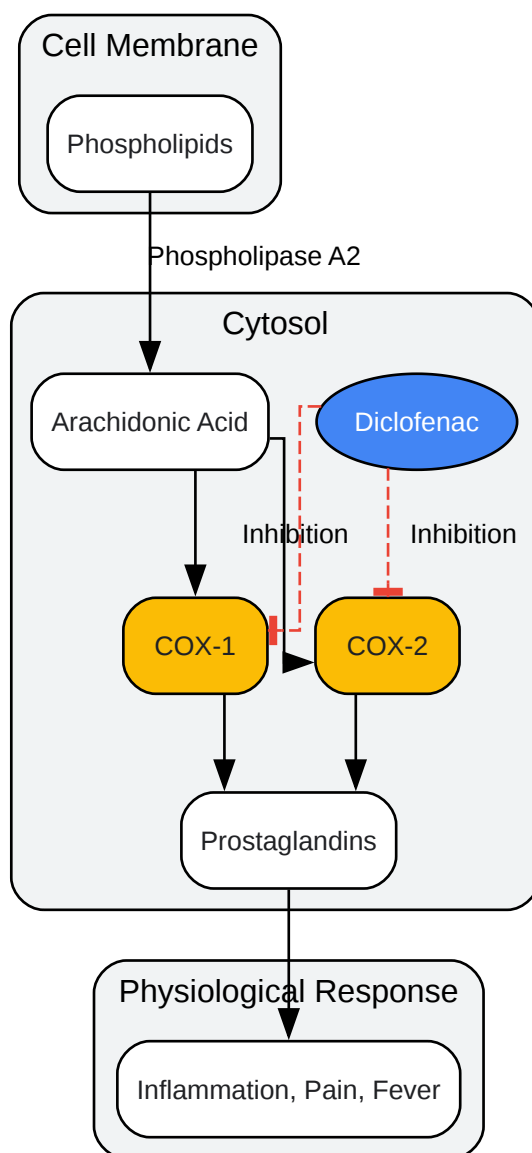 Cell Membrane
Phospholipids
Phospholipase A2
Cytosol
Arachidonic Acid
Diclofenac
Inhibition
Inhibition
COX-1
COX-2
Prostaglandins
Physiological Response
Inflammation, Pain, Fever